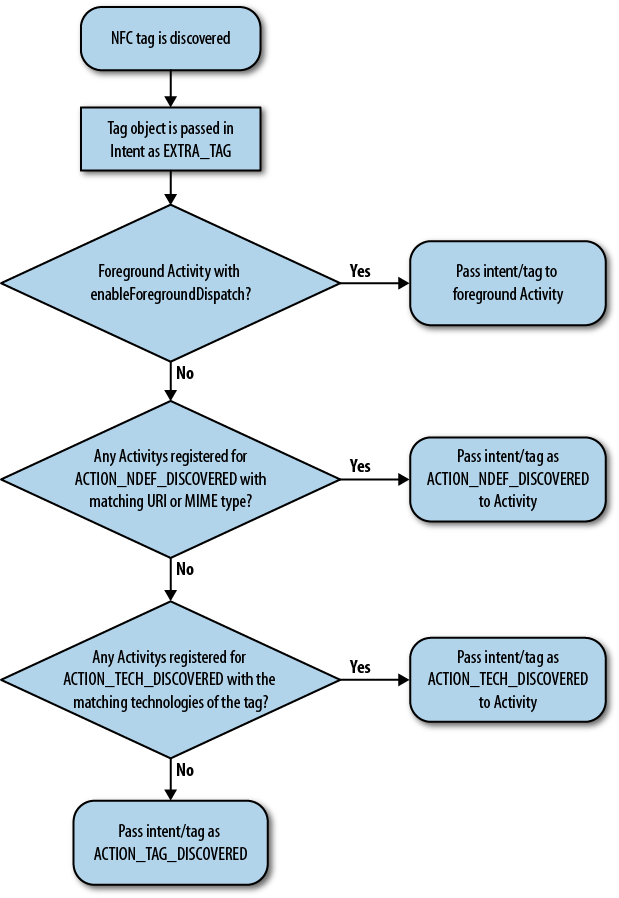 NFC tag is discovered
Tag object is passed in
Intent as EXTRA_TAG
Foreground Activity with
enableForegroundDispatch?
Yes
Pass intent/tag to
foreground Activity
No
Any Activitys registered for
ACTION_NDEF_DISCOVERED with
matching URI or MIME type?
Yes
Pass intent/tag as
ACTION_NDEF_DISCOVERED
to Activity
No
Any Activitys registered for
ACTION_TECH_DISCOVERED with the
matching technologies of the tag?
Yes
Pass intent/tag as
ACTION_TECH_DISCOVERED
to Activity
No
Pass intent/tag as
ACTION_TAG_DISCOVERED